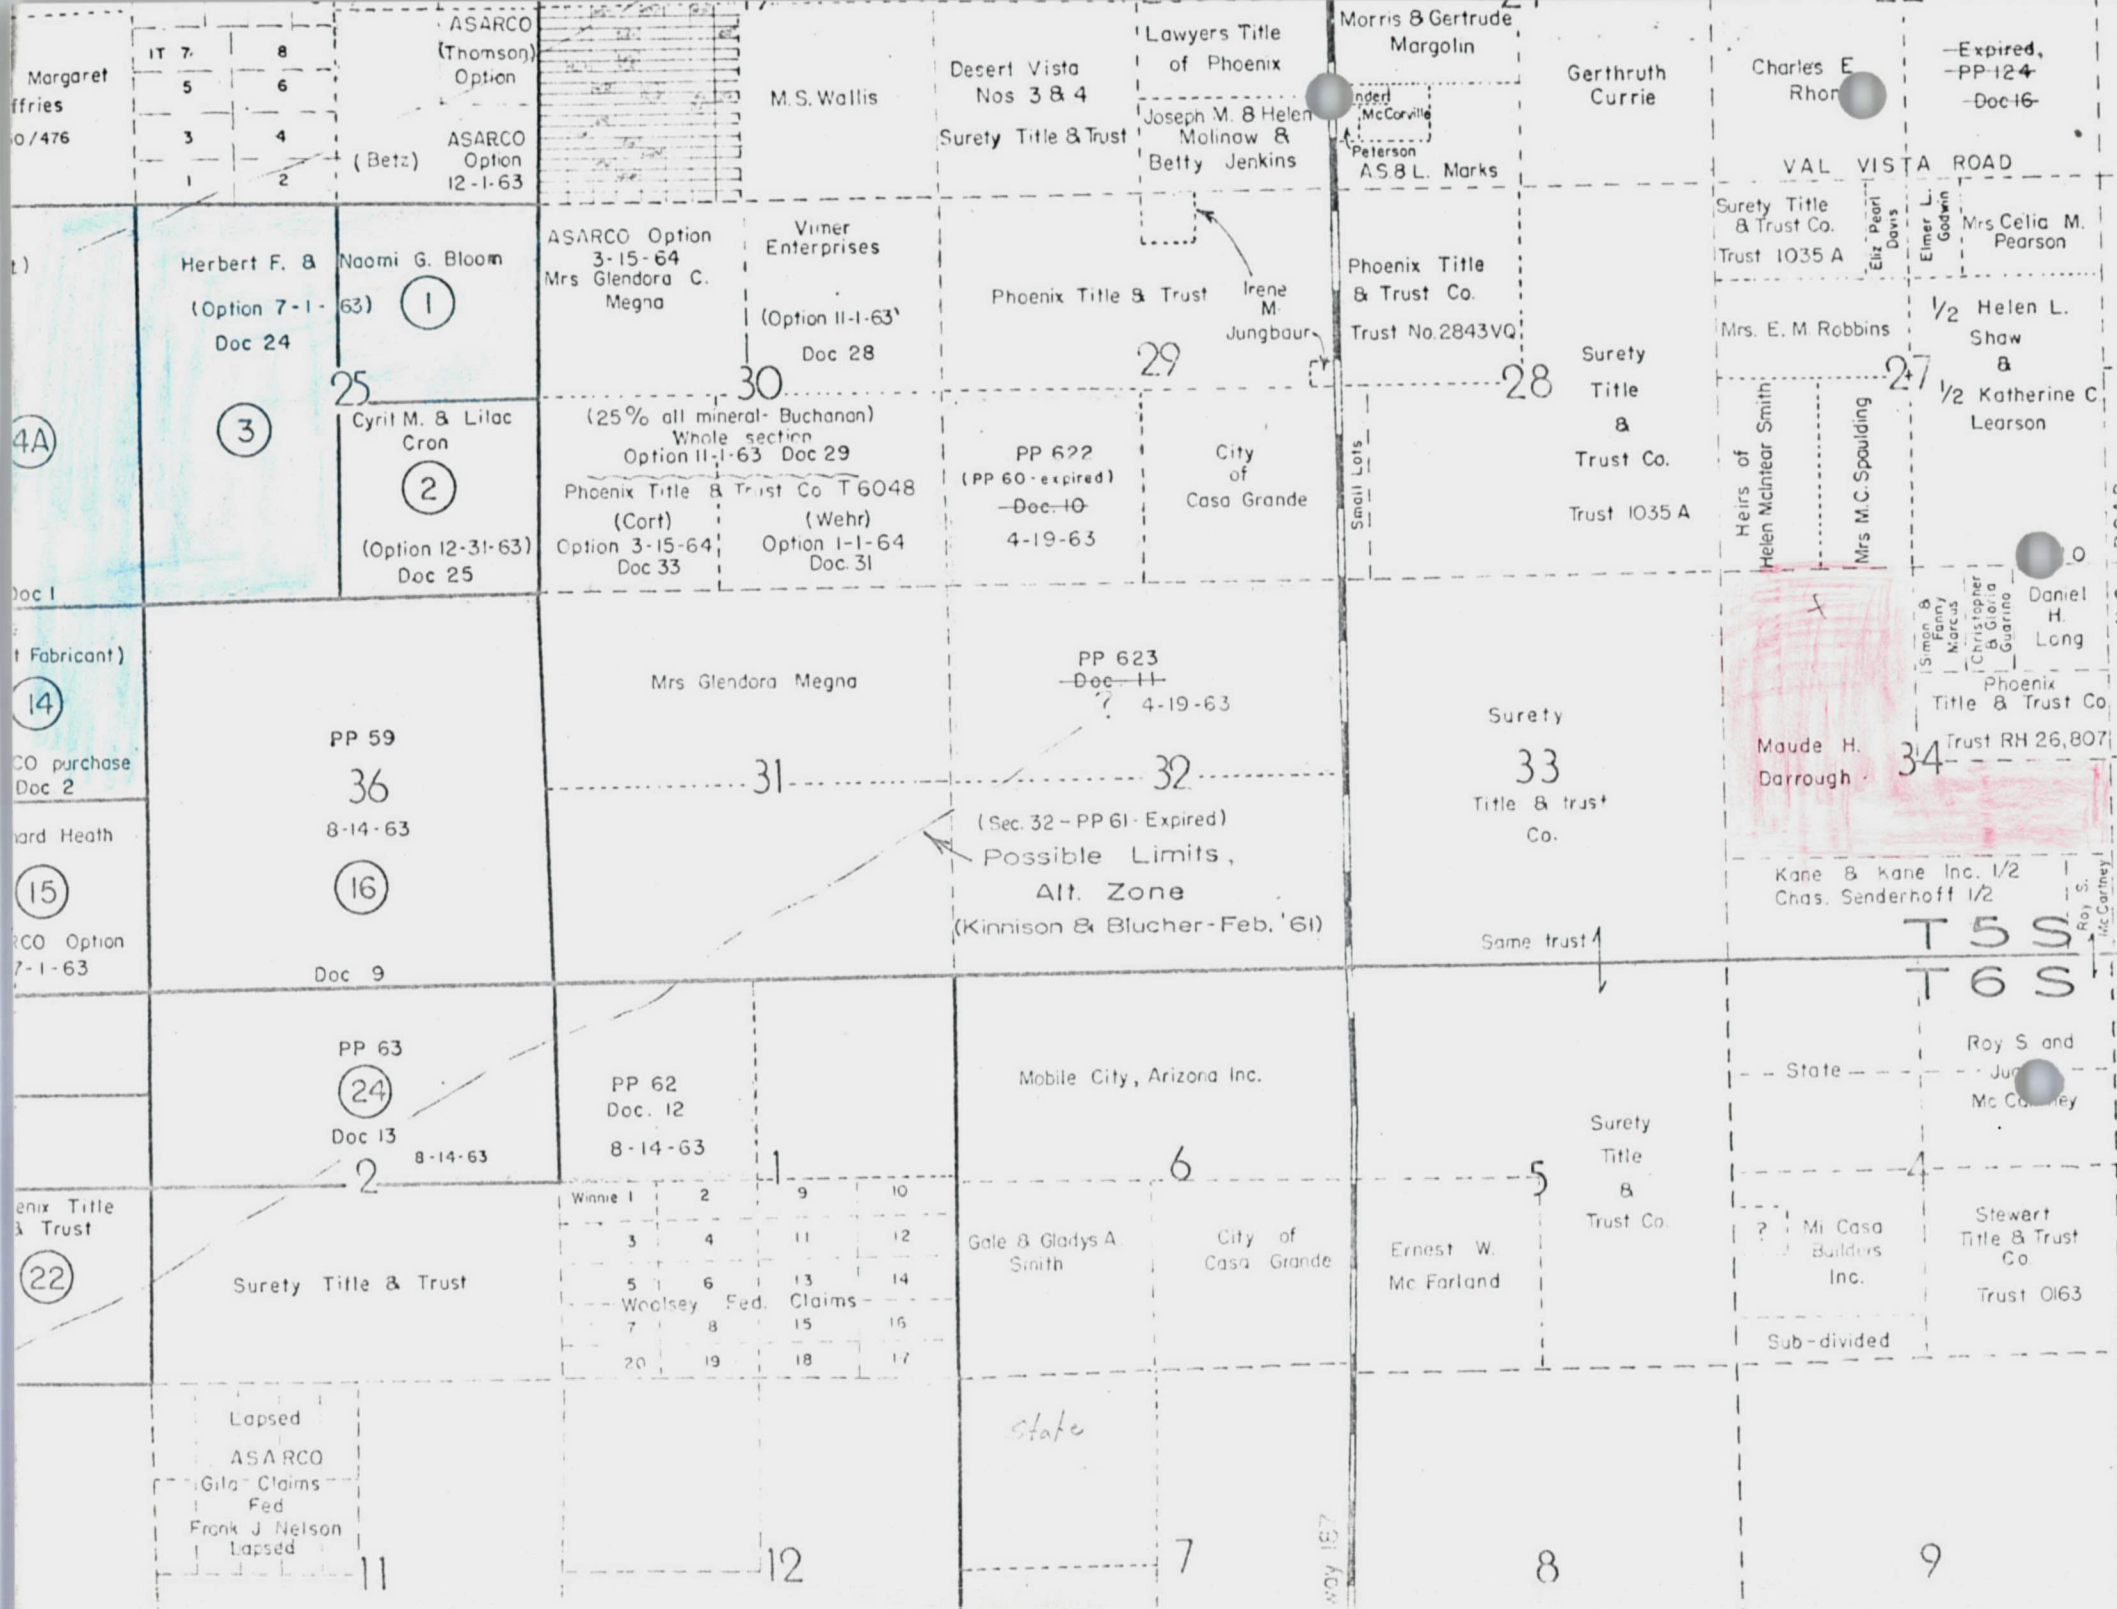 Margaret
ffries
0/476
IT 7
8
5
6
3
4
1
2
ASARCO
(Thomson)
Option
(Betz)
ASARCO
Option
12-1-63
M.S. Wallis
Desert Vista
Nos 3 & 4
Surety Title & Trust
Lawyers Title
of Phoenix
Joseph M. & Helen
Molinaw &
Betty Jenkins
Morris & Gertrude
Margolin
McCorville
Peterson
A.S. & L. Marks
Gerthruth
Currie
Charles E
Rhor
Expired,
PP 124
Doc 16
VAL VISTA ROAD
t)
Herbert F. & Naomi G. Bloom
(Option 7-1-63)
Doc 24
1
25
3
4A
Doc 1
Cyril M. & Lilac
Cron
2
(Option 12-31-63)
Doc 25
ASARCO Option
3-15-64
Mrs Glendora C.
Megna
Vimer
Enterprises
(Option 11-1-63)
Doc 28
30
(25% all mineral- Buchanan)
Whole section
Option 11-1-63 Doc 29
Phoenix Title & Trust Co T6048
(Cort)
Option 3-15-64
Doc 33
(Wehr)
Option 1-1-64
Doc. 31
Phoenix Title & Trust
Irene
M.
Jungbaur
29
PP 622
(PP 60-expired)
Doc. 10
4-19-63
City
of
Casa Grande
Phoenix Title
& Trust Co.
Trust No. 2843VQ
28
Small Lots
Surety
Title
&
Trust Co.
Trust 1035 A
Surety Title
& Trust Co.
Trust 1035 A
Eliz Pearl
Davis
Elmer L.
Godwin
Mrs Celia M.
Pearson
Mrs. E. M. Robbins
1/2 Helen L.
Shaw
&
1/2 Katherine C
Learson
27
Heirs of
Helen McIntear Smith
Mrs M.C. Spaulding
t Fabricant)
14
CO purchase
Doc 2
ard Heath
15
RCO Option
7-1-63
PP 59
36
8-14-63
16
Doc 9
Mrs Glendora Megna
31
PP 623
Doc 11
? 4-19-63
32
(Sec. 32-PP 61-Expired)
Possible Limits,
Alt. Zone
(Kinnison & Blucher-Feb. '61)
Surety
33
Title & trust
Co.
Same trust
X
Maude H.
Darrough
34
Simon &
Fanny
Marcus
Christopher
& Gloria
Guarino
Daniel
H.
Long
Phoenix
Title & Trust Co
Trust RH 26,807
Kane & Kane Inc. 1/2
Chas. Senderhoff 1/2
Roy S.
McCartney
T 5 S
T 6 S
PP 63
24
Doc 13
8-14-63
2
PP 62
Doc. 12
8-14-63
1
Mobile City, Arizona Inc.
6
Surety
Title
&
Trust Co.
5
State
Roy S and
4
enix Title
& Trust
22
Surety Title & Trust
Winnie 1
2
9
10
3
4
11
12
5
6
13
14
Woolsey Fed. Claims
7
8
15
16
20
19
18
17
Gale & Gladys A
Smith
City of
Casa Grande
Ernest W.
Mc Farland
?
Mi Casa
Builders
Inc.
Sub-divided
Stewart
Title & Trust
Co.
Trust 0163
Lapsed
ASARCO
Gila Claims
Fed
Frank J Nelson
Lapsed
11
12
State
7
way 187
8
9